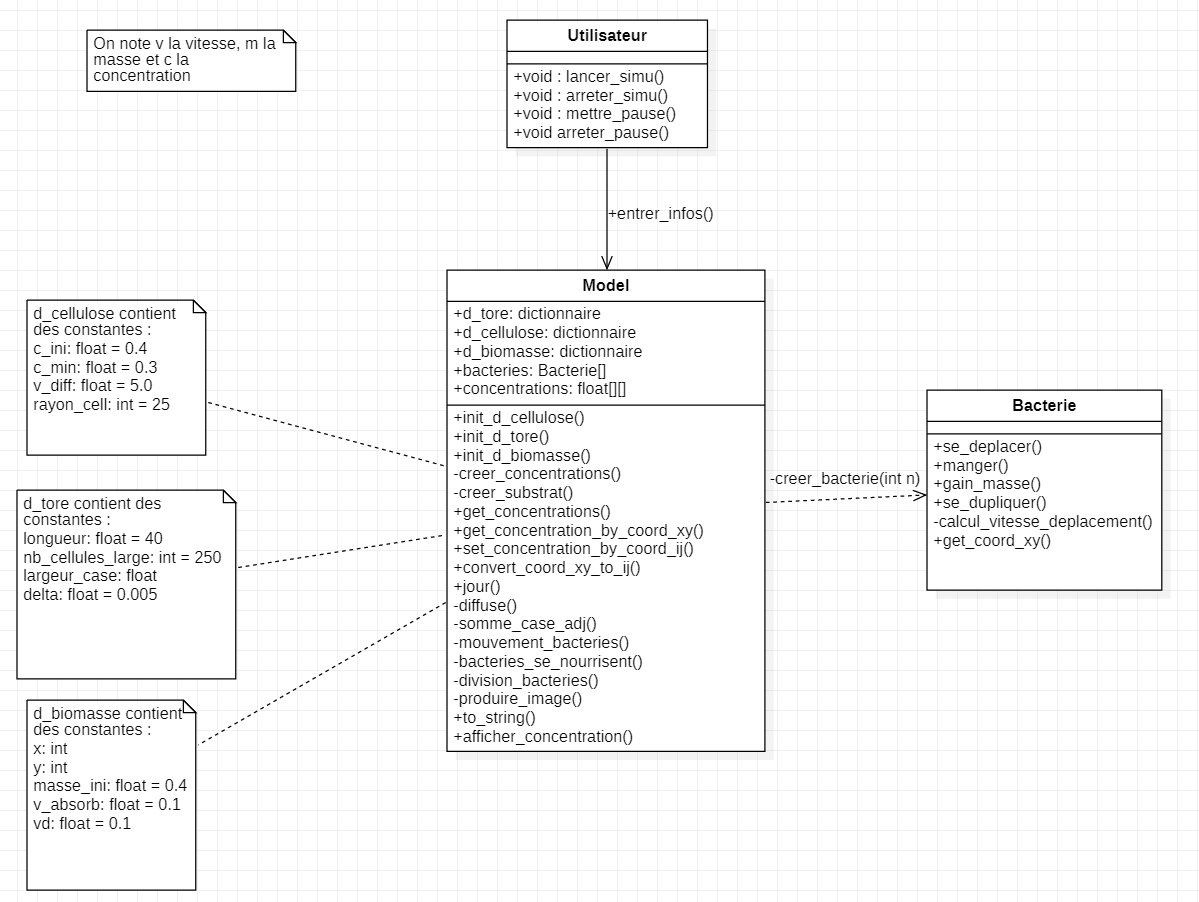 On note v la vitesse, m la
masse et c la
concentration
Utilisateur
+void : lancer_simu()
+void : arreter_simu()
+void : mettre_pause()
+void arreter_pause()
+entrer_infos()
Model
+d_tore: dictionnaire
+d_cellulose: dictionnaire
+d_biomasse: dictionnaire
+bacteries: Bacterie[]
+concentrations: float[][]
+init_d_cellulose()
+init_d_tore()
+init_d_biomasse()
-creer_concentrations()
-creer_substrat()
+get_concentrations()
+get_concentration_by_coord_xy()
+set_concentration_by_coord_ij()
+convert_coord_xy_to_ij()
+jour()
-diffuse()
-somme_case_adj()
-mouvement_bacteries()
-bacteries_se_nourrisent()
-division_bacteries()
-produire_image()
+to_string()
+afficher_concentration()
d_cellulose contient
des constantes :
c_ini: float = 0.4
c_min: float = 0.3
v_diff: float = 5.0
rayon_cell: int = 25
d_tore contient des
constantes :
longueur: float = 40
nb_cellules_large: int = 250
largeur_case: float
delta: float = 0.005
d_biomasse contient
des constantes :
x: int
y: int
masse_ini: float = 0.4
v_absorb: float = 0.1
vd: float = 0.1
-creer_bacterie(int n)
Bacterie
+se_deplacer()
+manger()
+gain_masse()
+se_dupliquer()
-calcul_vitesse_deplacement()
+get_coord_xy()